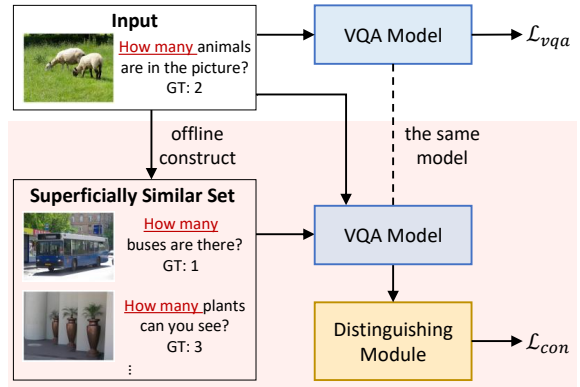 Input
How many animals
are in the picture?
GT: 2
VQA Model
ℒ𝑣𝑞𝑎
offline
construct
the same
model
Superficially Similar Set
How many
buses are there?
GT: 1
How many plants
can you see?
GT: 3
⋮
VQA Model
Distinguishing
Module
ℒ𝑐𝑜𝑛